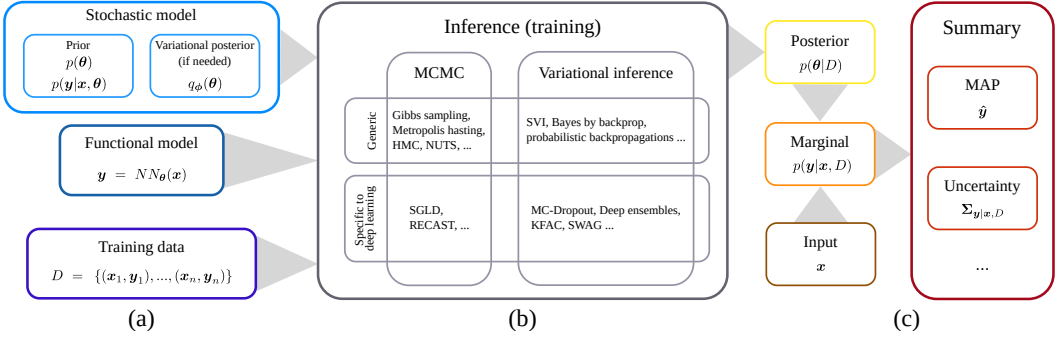 Stochastic model
Prior
p(θ)
p(y|x, θ)
Variational posterior
(if needed)
qϕ(θ)
Functional model
y = NNθ(x)
Training data
D = {(x1, y1), ..., (xn, yn)}
(a)
Inference (training)
MCMC
Variational inference
Generic
Gibbs sampling,
Metropolis hasting,
HMC, NUTS, ...
SVI, Bayes by backprop,
probabilistic backpropagations ...
Specific to
deep learning
SGLD,
RECAST, ...
MC-Dropout, Deep ensembles,
KFAC, SWAG ...
(b)
Posterior
p(θ|D)
Marginal
p(y|x, D)
Input
x
Summary
MAP
ŷ
Uncertainty
Σy|x,D
...
(c)